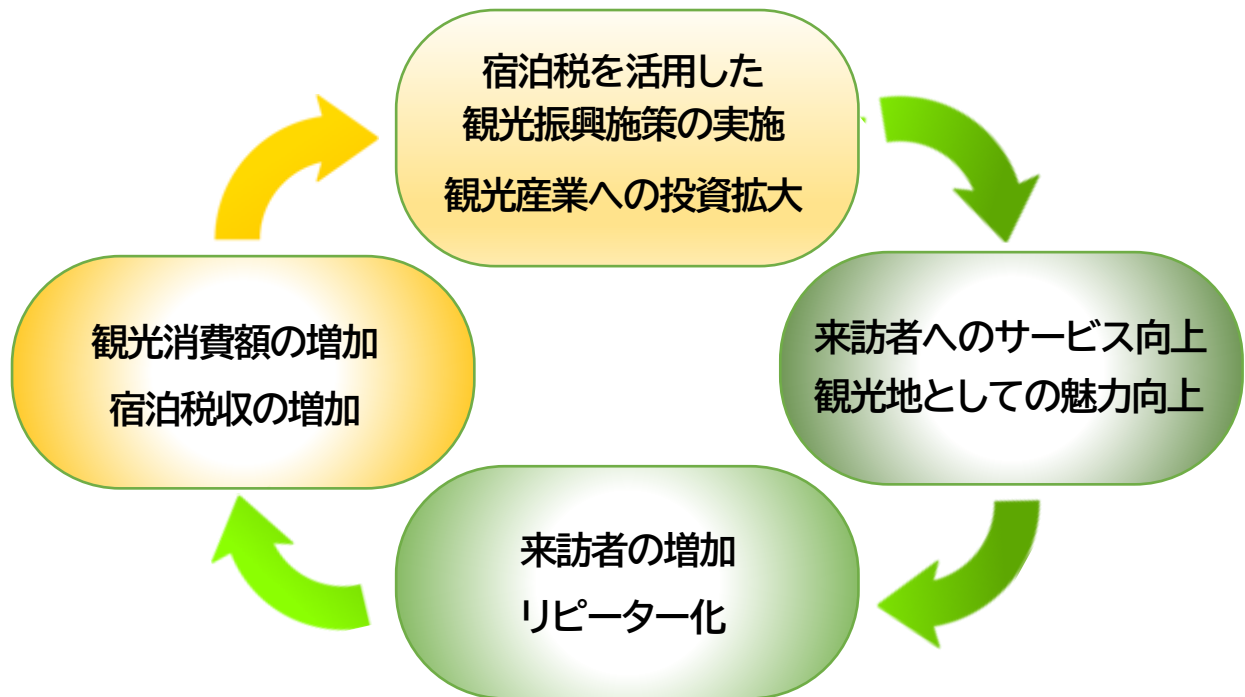 宿泊税を活用した
観光振興施策の実施
観光産業への投資拡大
来訪者へのサービス向上
観光地としての魅力向上
来訪者の増加
リピーター化
観光消費額の増加
宿泊税収の増加